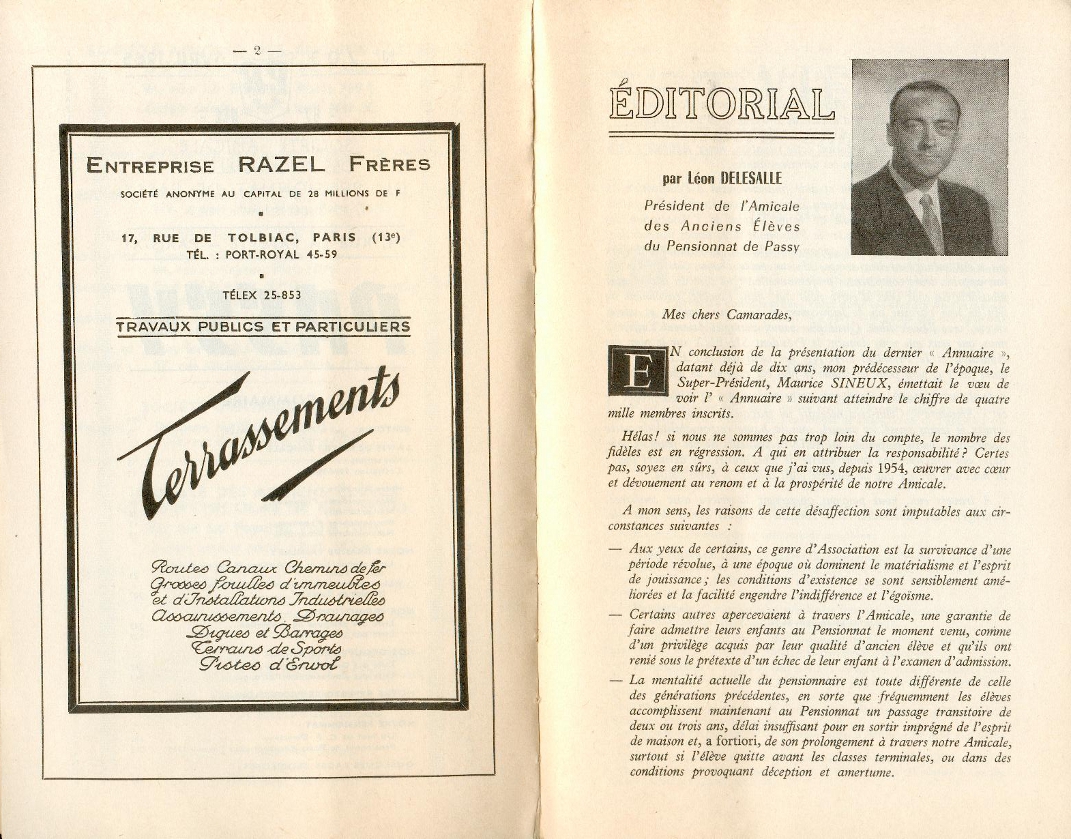 — 2 —
ENTREPRISE RAZEL FRÈRES
SOCIÉTÉ ANONYME AU CAPITAL DE 28 MILLIONS DE F
17, RUE DE TOLBIAC, PARIS (13e)
TÉL. : PORT-ROYAL 45-59
TÉLEX 25-853
TRAVAUX PUBLICS ET PARTICULIERS
Terrassements
Routes Canaux Chemins de fer
Grosses fouilles d'immeubles
et d'Installations Industrielles
Assainissements, Drainages
Digues et Barrages
Terrains de Sports
Pistes d'Envol
ÉDITORIAL
par Léon DELESALLE
Président de l'Amicale
des Anciens Élèves
du Pensionnat de Passy
Mes chers Camarades,
EN conclusion de la présentation du dernier « Annuaire »,
datant déjà de dix ans, mon prédécesseur de l'époque, le
Super-Président, Maurice SINEUX, émettait le vœu de
voir l' « Annuaire » suivant atteindre le chiffre de quatre
mille membres inscrits.
Hélas! si nous ne sommes pas trop loin du compte, le nombre des
fidèles est en régression. A qui en attribuer la responsabilité? Certes
pas, soyez en sûrs, à ceux que j'ai vus, depuis 1954, œuvrer avec cœur
et dévouement au renom et à la prospérité de notre Amicale.
A mon sens, les raisons de cette désaffection sont imputables aux cir-
constances suivantes :
— Aux yeux de certains, ce genre d'Association est la survivance d'une
période révolue, à une époque où dominent le matérialisme et l'esprit
de jouissance; les conditions d'existence se sont sensiblement amé-
liorées et la facilité engendre l'indifférence et l'égoïsme.
— Certains autres apercevaient à travers l'Amicale, une garantie de
faire admettre leurs enfants au Pensionnat le moment venu, comme
d'un privilège acquis par leur qualité d'ancien élève et qu'ils ont
renié sous le prétexte d'un échec de leur enfant à l'examen d'admission.
— La mentalité actuelle du pensionnaire est toute différente de celle
des générations précédentes, en sorte que fréquemment les élèves
accomplissent maintenant au Pensionnat un passage transitoire de
deux ou trois ans, délai insuffisant pour en sortir imprégné de l'esprit
de maison et, a fortiori, de son prolongement à travers notre Amicale,
surtout si l'élève quitte avant les classes terminales, ou dans des
conditions provoquant déception et amertume.